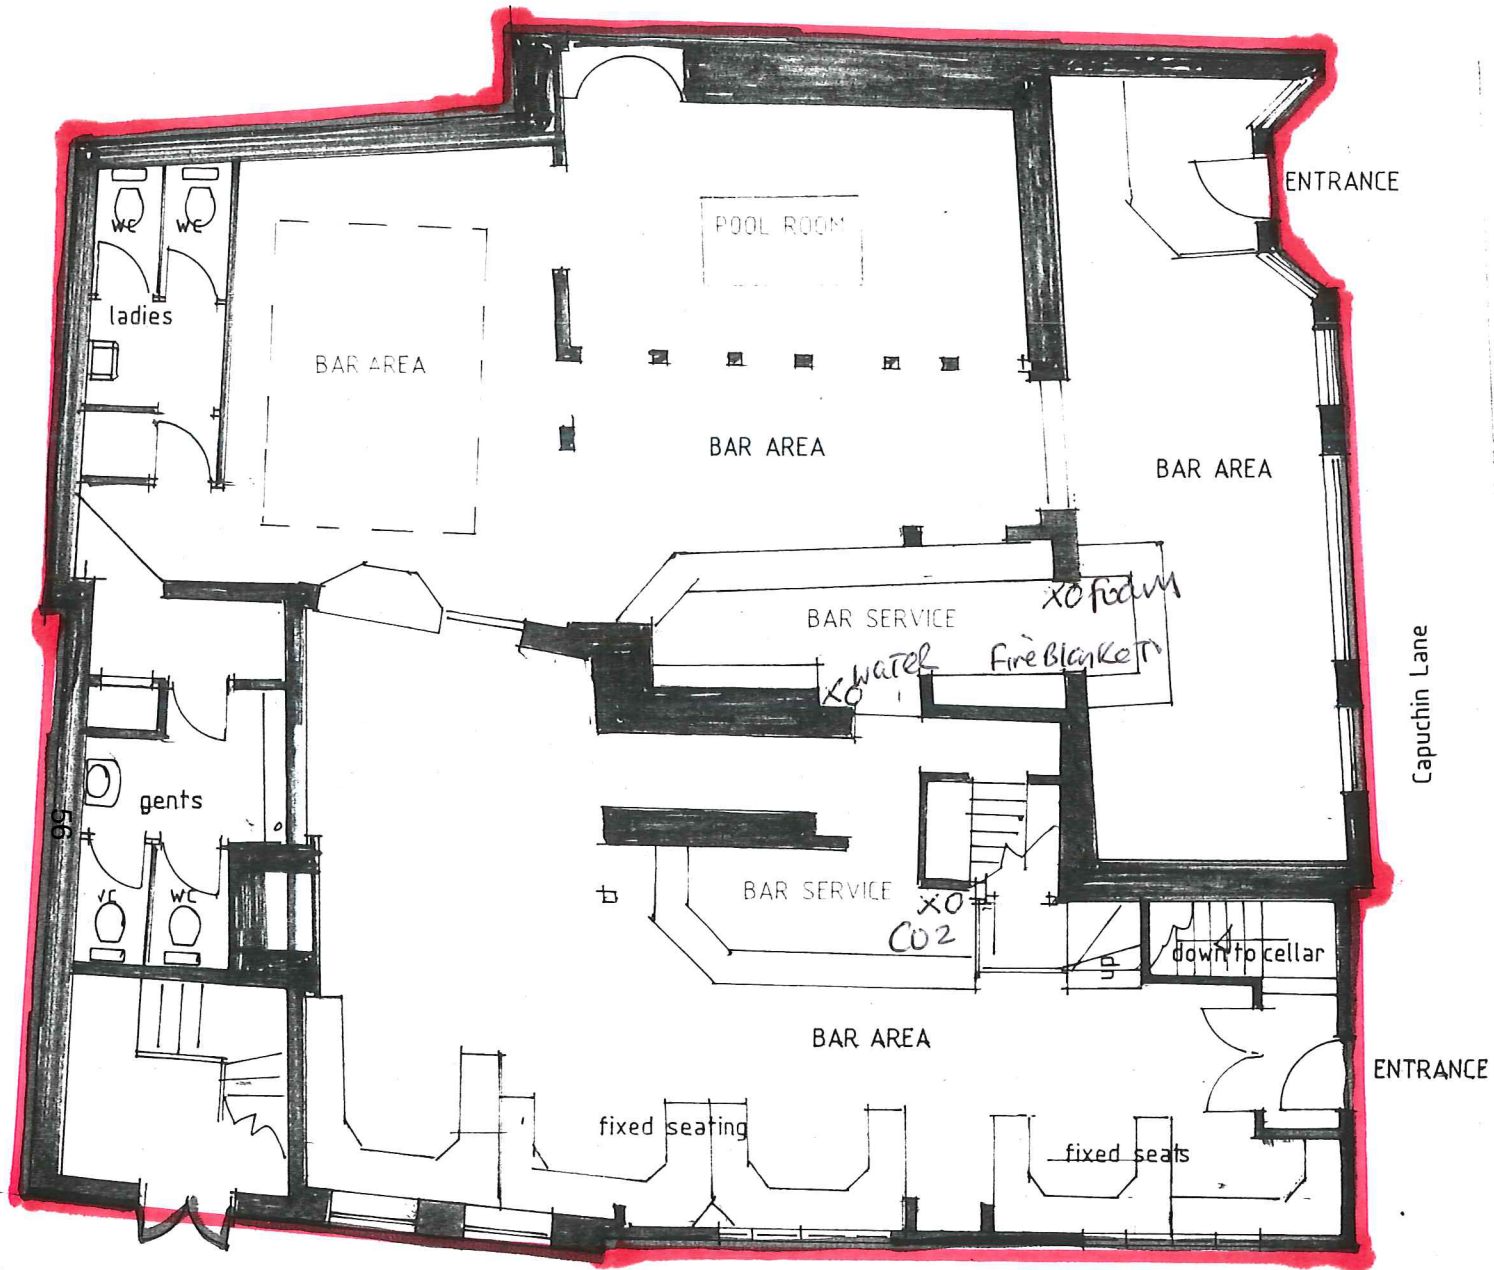 ENTRANCE
WC
WC
POOL ROOM
ladies
BAR AREA
BAR AREA
BAR AREA
BAR SERVICE
XO Foam
XO Water
Fire Blanket
Capuchin Lane
gents
56
WC
BAR SERVICE
XO
CO2
up
down to cellar
BAR AREA
ENTRANCE
fixed seating
fixed seats